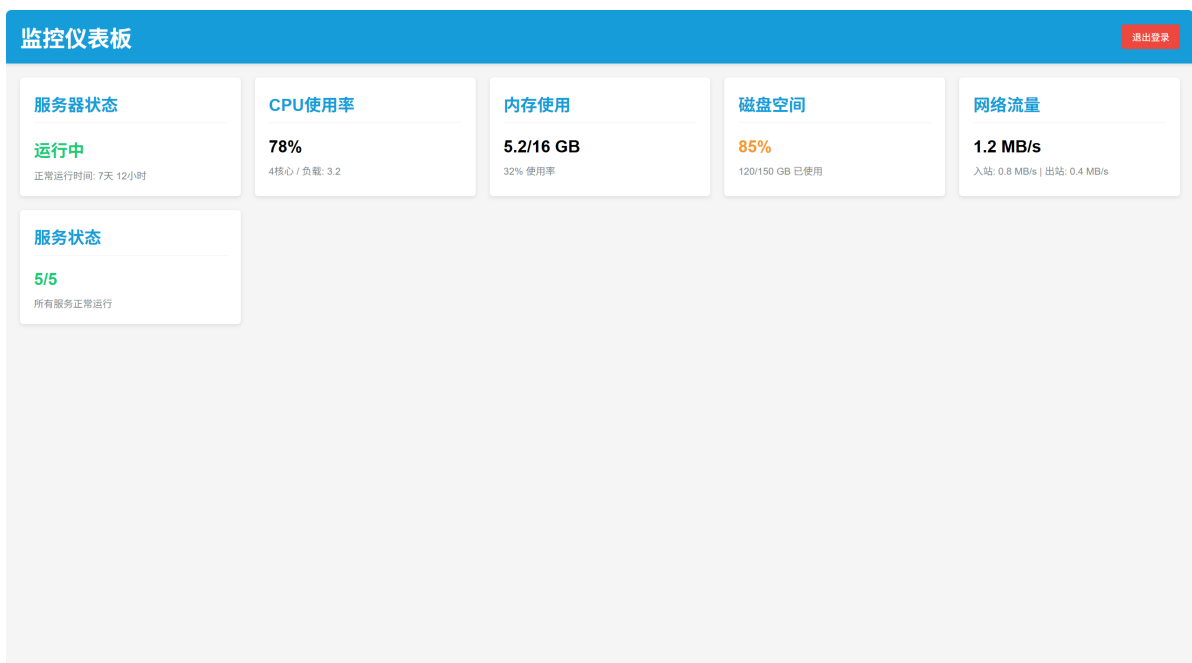 监控仪表板
退出登录
服务器状态
运行中
正常运行时间: 7天 12小时
CPU使用率
78%
4核心 / 负载: 3.2
内存使用
5.2/16 GB
32% 使用率
磁盘空间
85%
120/150 GB 已使用
网络流量
1.2 MB/s
入站: 0.8 MB/s | 出站: 0.4 MB/s
服务状态
5/5
所有服务正常运行